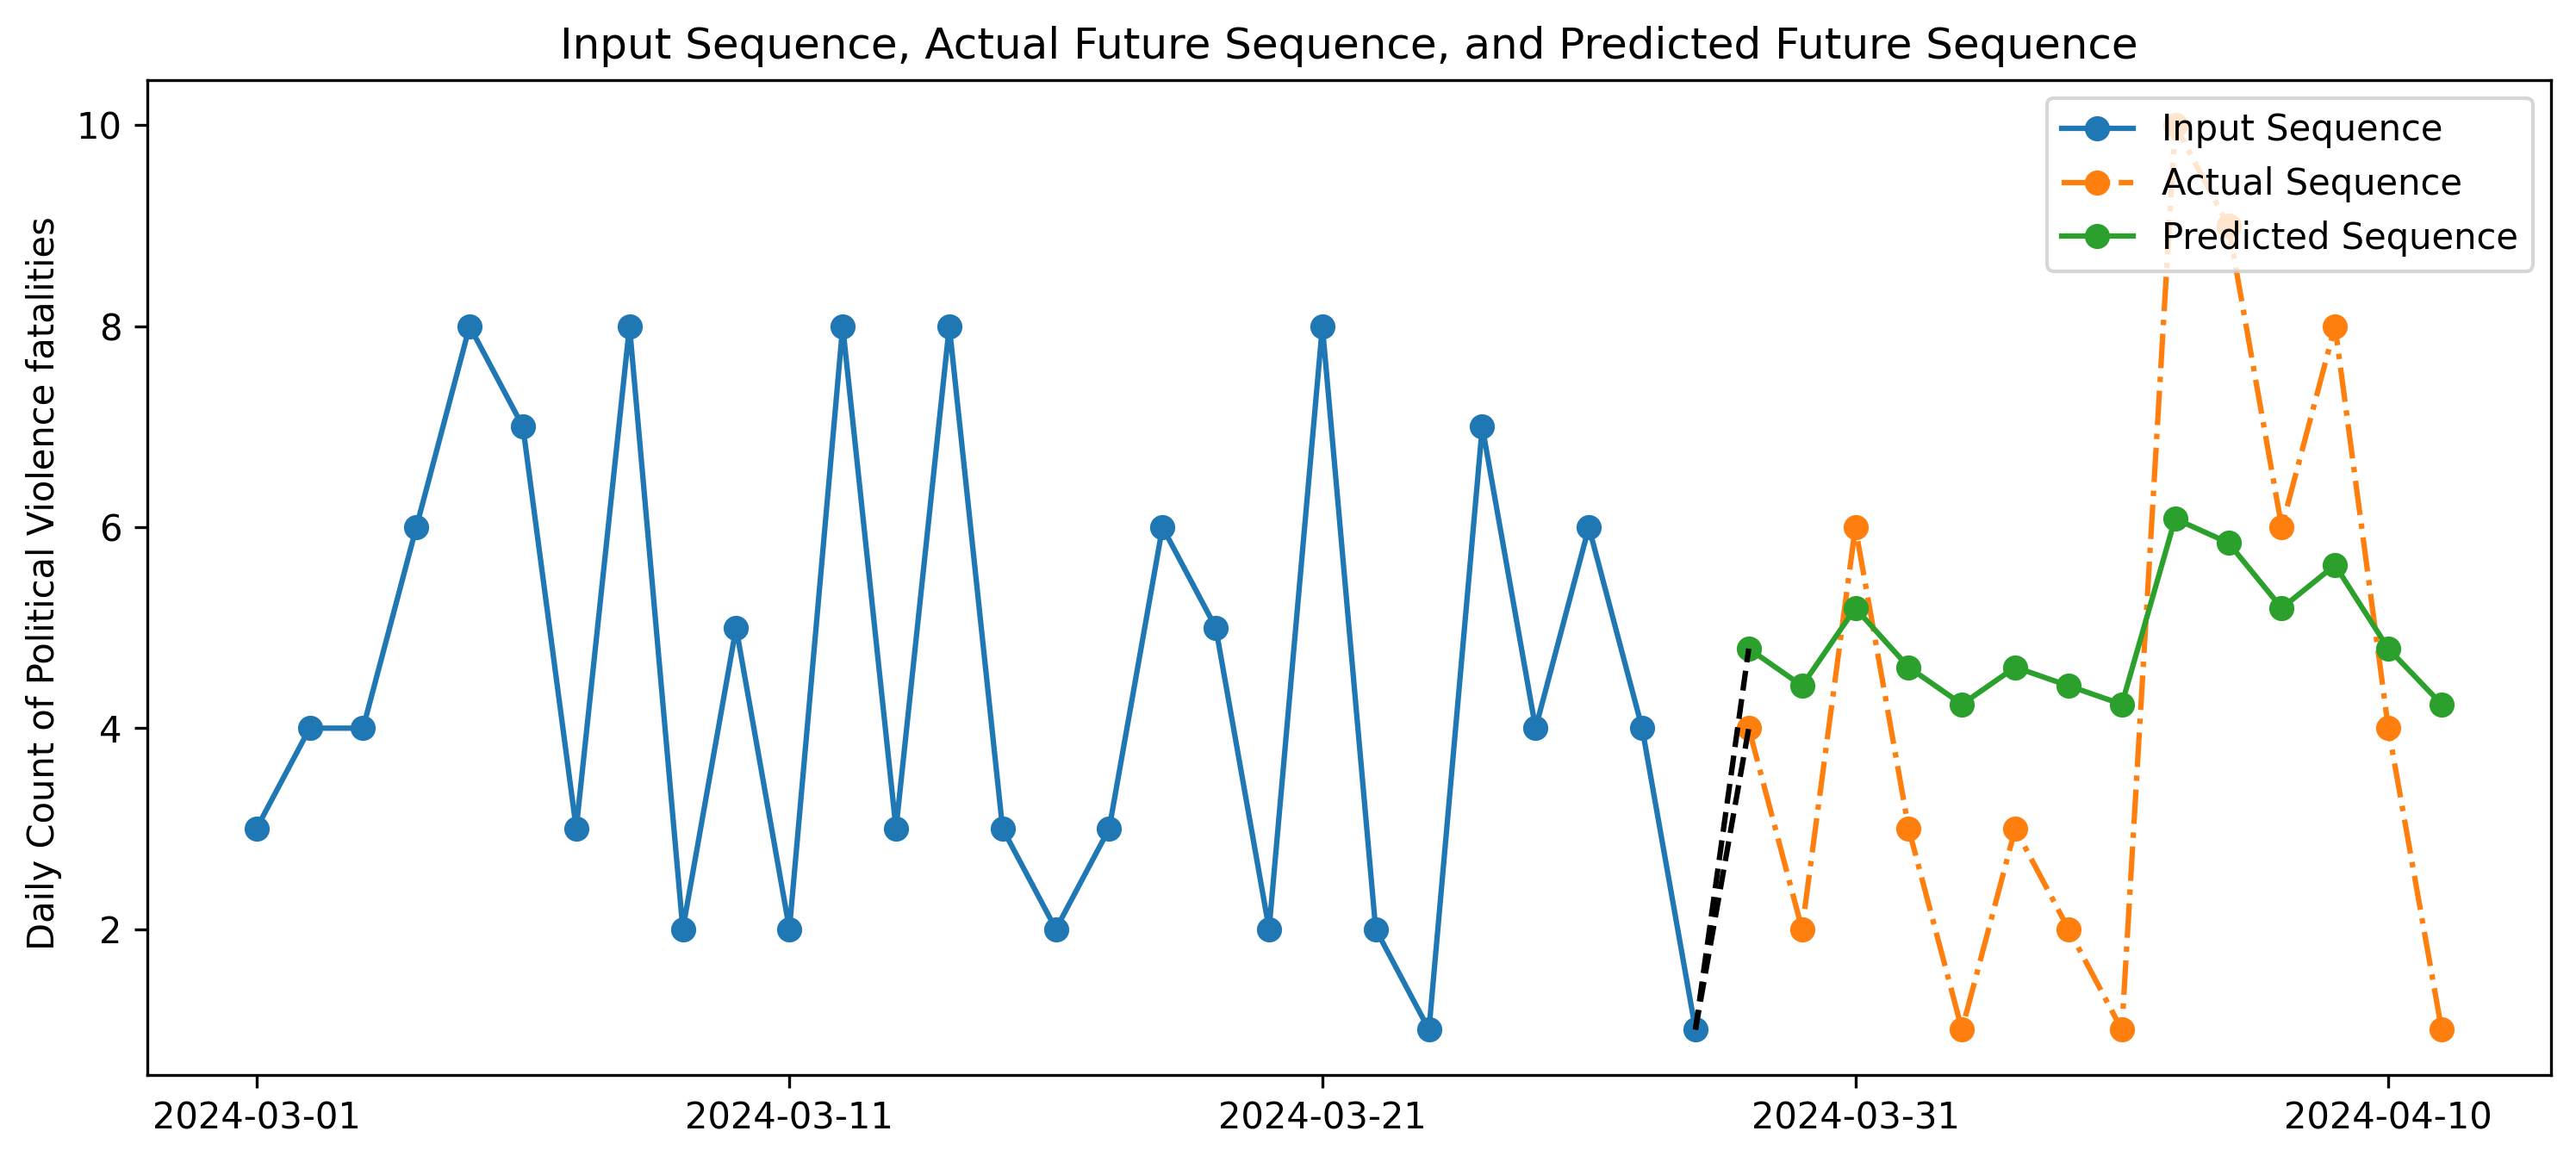 Input Sequence, Actual Future Sequence, and Predicted Future Sequence
Daily Count of Political Violence fatalities
10
8
6
4
2
Input Sequence
Actual Sequence
Predicted Sequence
2024-03-01
2024-03-11
2024-03-21
2024-03-31
2024-04-10